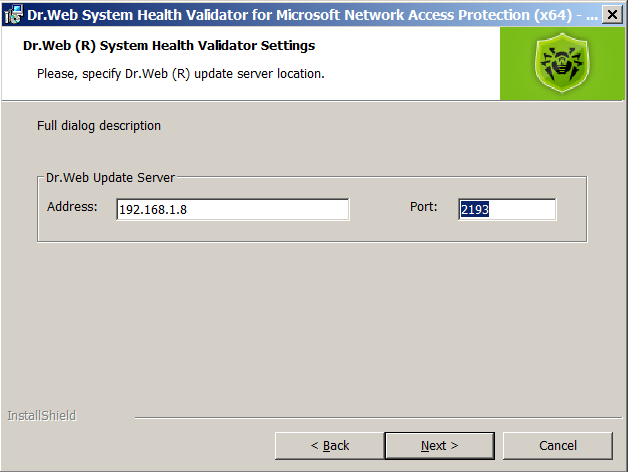 Dr.Web System Health Validator for Microsoft Network Access Protection (x64) - ...
Dr.Web (R) System Health Validator Settings
Please, specify Dr.Web (R) update server location.
Full dialog description
Dr.Web Update Server
Address: 192.168.1.8 Port: 2193
InstallShield
< Back Next > Cancel